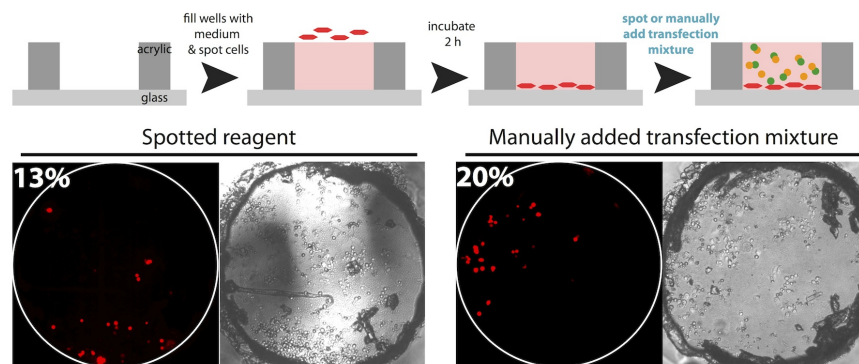 fill wells with
medium
& spot cells
incubate
2 h
spot or manually
add transfection
mixture
acrylic
glass
Spotted reagent
Manually added transfection mixture
13%
20%